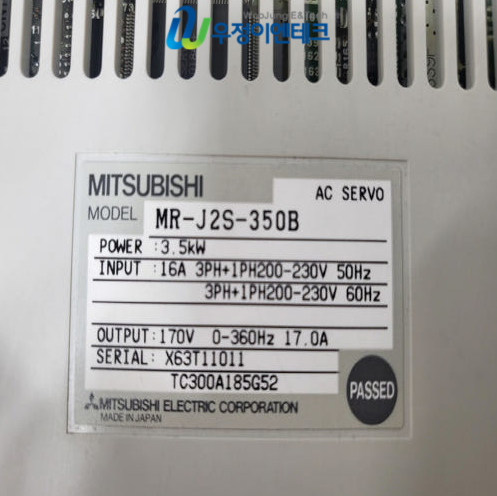 WooJung E&Tech
우정이엔테크
MITSUBISHI
AC SERVO
MODEL MR-J2S-350B
POWER :3.5kW
INPUT :16A 3PH+1PH200-230V 50Hz
3PH+1PH200-230V 60Hz
OUTPUT:170V 0-360Hz 17.0A
SERIAL: X63T11011
TC300A185G52
PASSED
MITSUBISHI ELECTRIC CORPORATION
MADE IN JAPAN